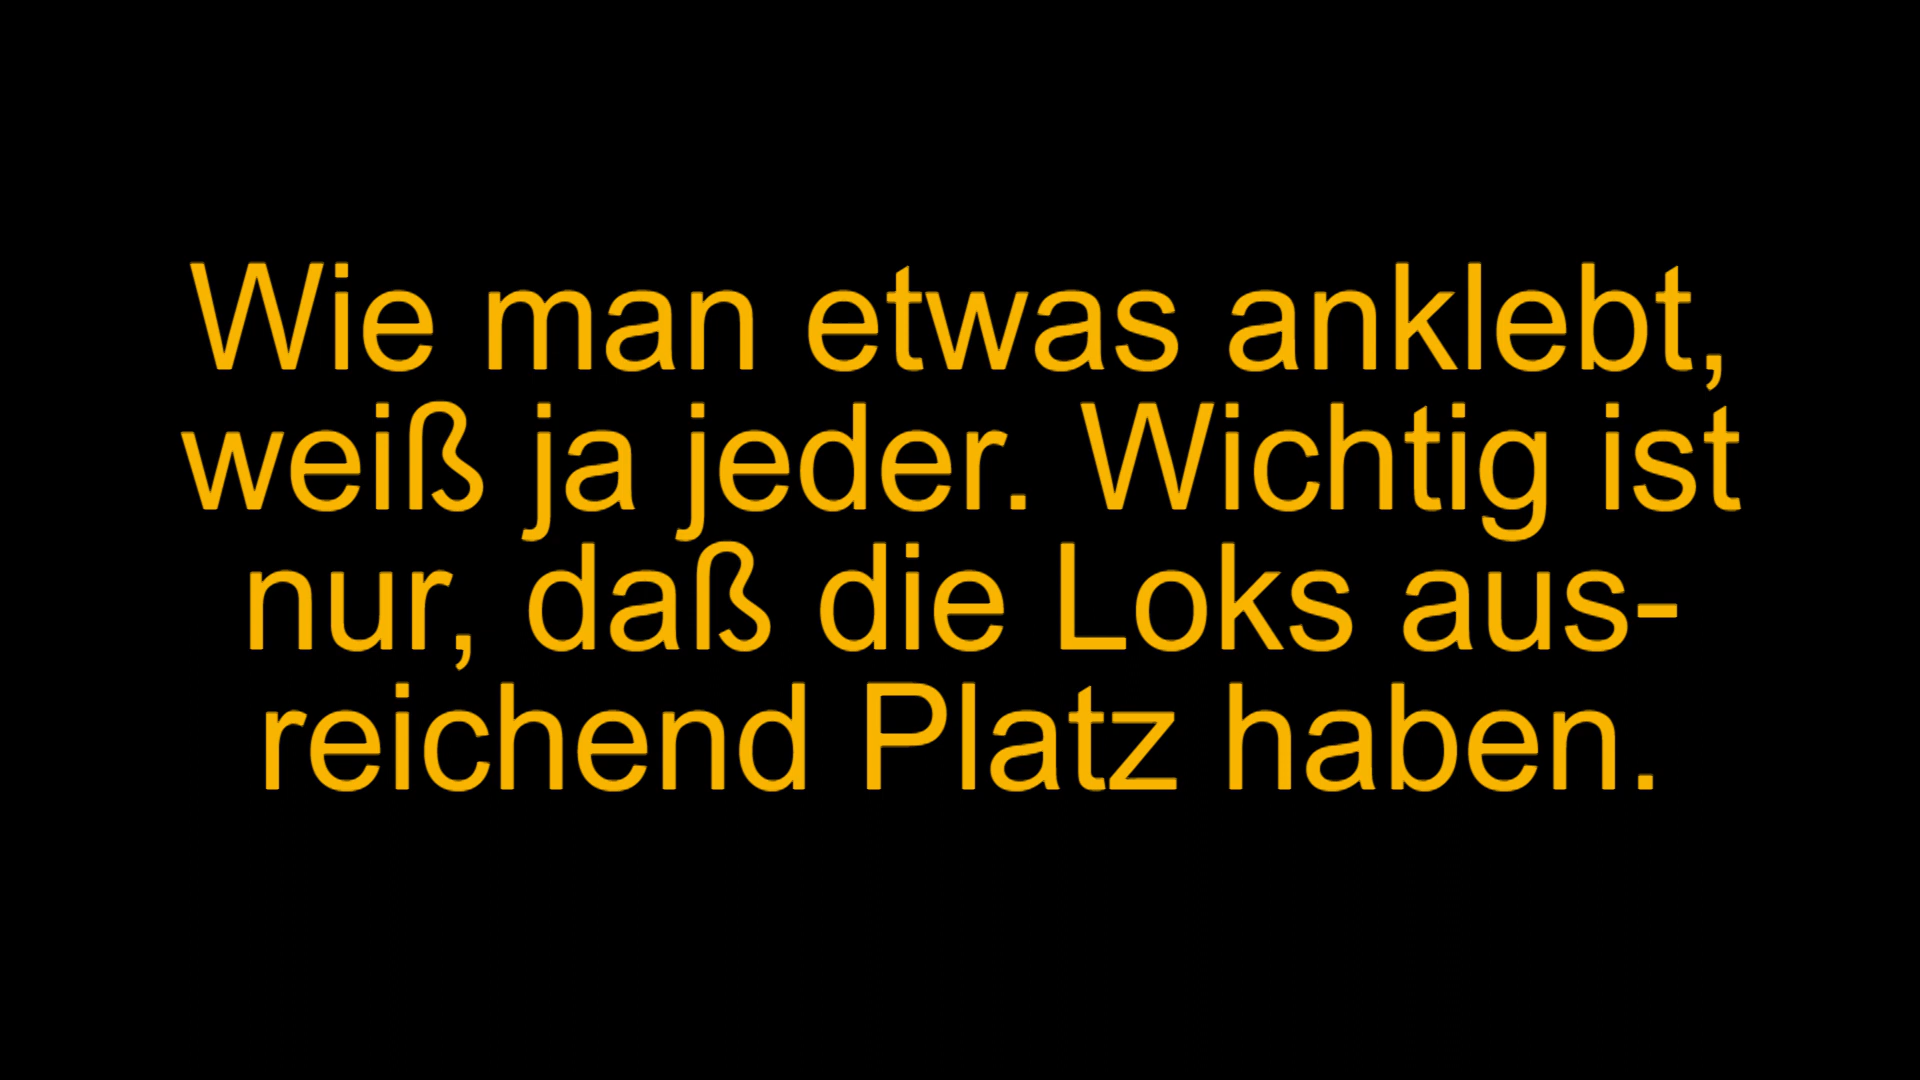 Wie man etwas anklebt,
weiß ja jeder. Wichtig ist
nur, daß die Loks aus-
reichend Platz haben.